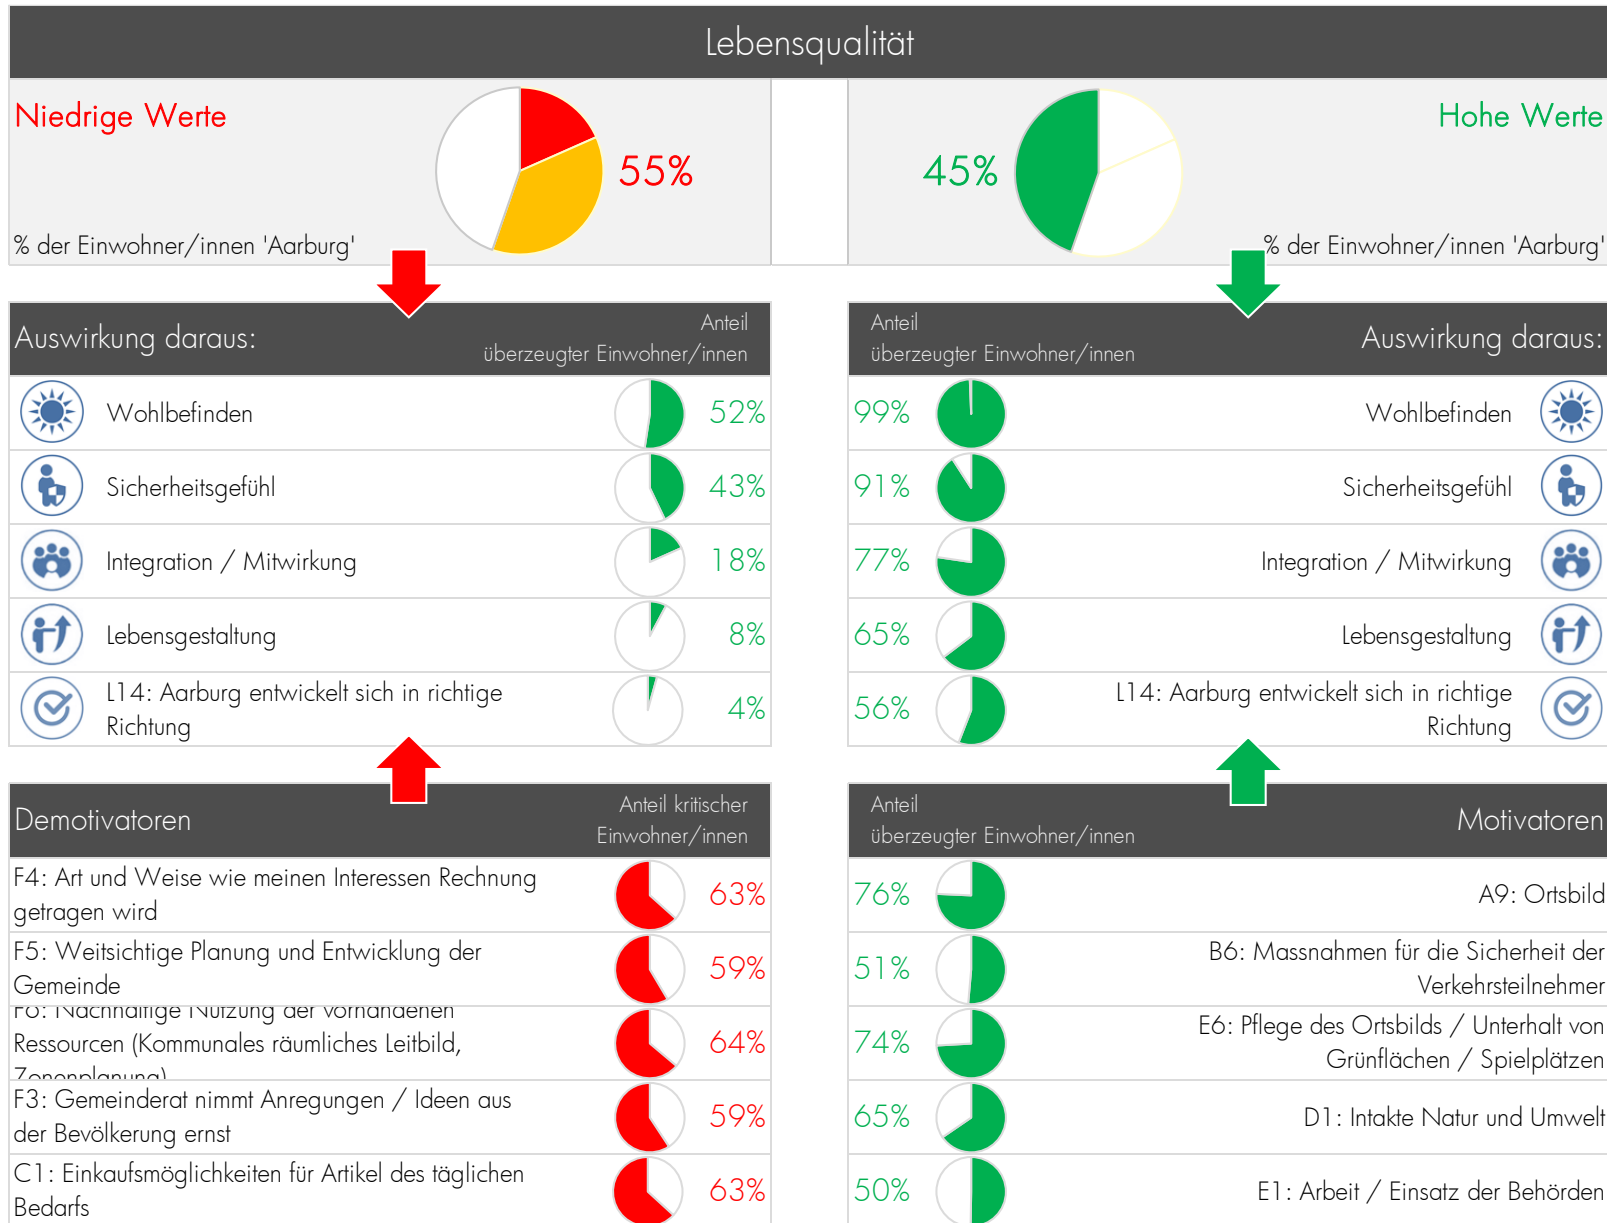 Lebensqualität
Niedrige Werte
55%
% der Einwohner/innen 'Aarburg'
45%
Hohe Werte
% der Einwohner/innen 'Aarburg'
Auswirkung daraus:
Anteil
überzeugter Einwohner/innen
Wohlbefinden
52%
Sicherheitsgefühl
43%
Integration / Mitwirkung
18%
Lebensgestaltung
8%
L14: Aarburg entwickelt sich in richtige
Richtung
4%
Anteil
überzeugter Einwohner/innen
Auswirkung daraus:
99%
Wohlbefinden
91%
Sicherheitsgefühl
77%
Integration / Mitwirkung
65%
Lebensgestaltung
56%
L14: Aarburg entwickelt sich in richtige
Richtung
Demotivatoren
Anteil kritischer
Einwohner/innen
F4: Art und Weise wie meinen Interessen Rechnung
getragen wird
63%
F5: Weitsichtige Planung und Entwicklung der
Gemeinde
59%
F6: Nachhaltige Nutzung der vorhandenen
Ressourcen (Kommunales räumliches Leitbild,
Zonenplanung)
64%
F3: Gemeinderat nimmt Anregungen / Ideen aus
der Bevölkerung ernst
59%
C1: Einkaufsmöglichkeiten für Artikel des täglichen
Bedarfs
63%
Anteil
überzeugter Einwohner/innen
Motivatoren
76%
A9: Ortsbild
51%
B6: Massnahmen für die Sicherheit der
Verkehrsteilnehmer
74%
E6: Pflege des Ortsbilds / Unterhalt von
Grünflächen / Spielplätzen
65%
D1: Intakte Natur und Umwelt
50%
E1: Arbeit / Einsatz der Behörden